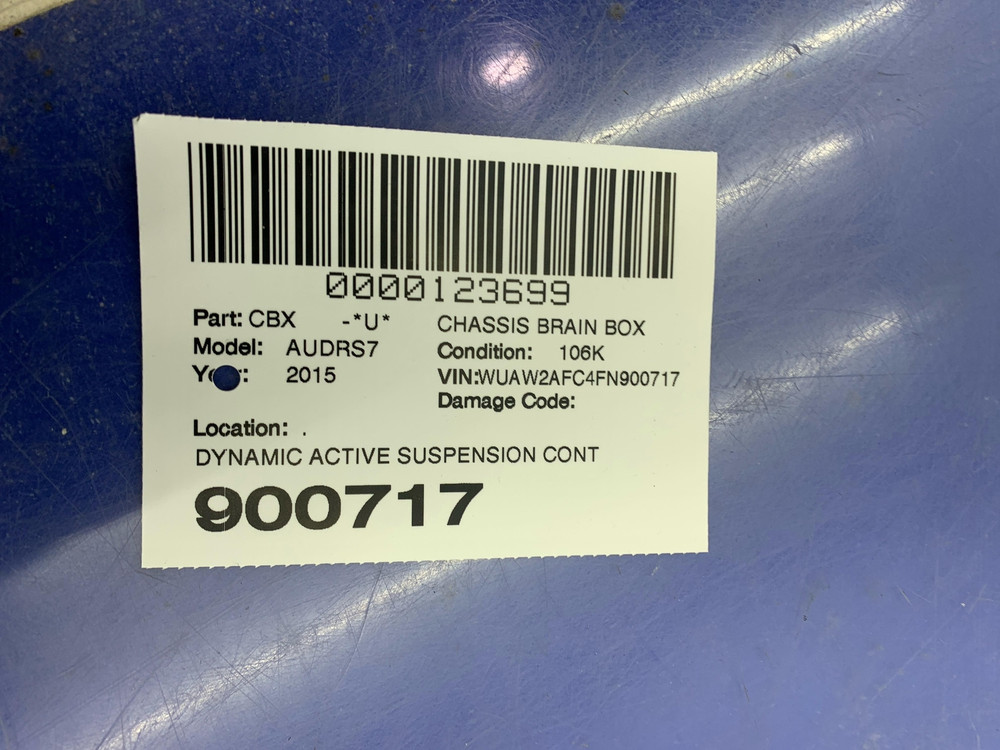 0000123699
Part: CBX -*U* CHASSIS BRAIN BOX
Model: AUDRS7 Condition: 106K
2015 VIN:WUAW2AFC4FN900717
Damage Code:
Location: .
DYNAMIC ACTIVE SUSPENSION CONT
900717